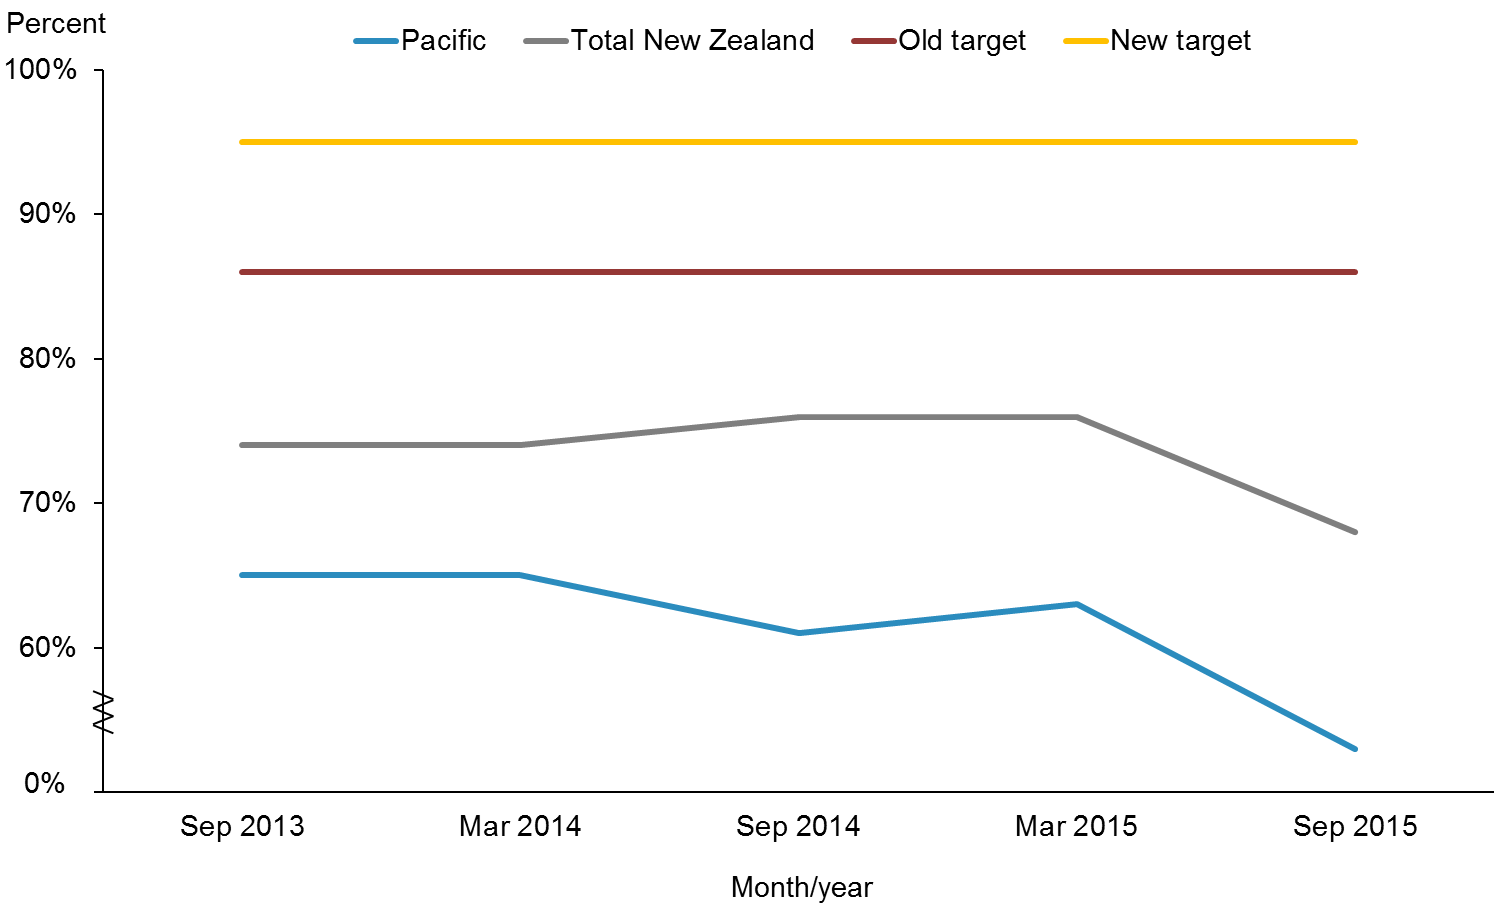 Percent
Pacific Total New Zealand Old target New target
100%
90%
80%
70%
60%
0%
Sep 2013 Mar 2014 Sep 2014 Mar 2015 Sep 2015
Month/year